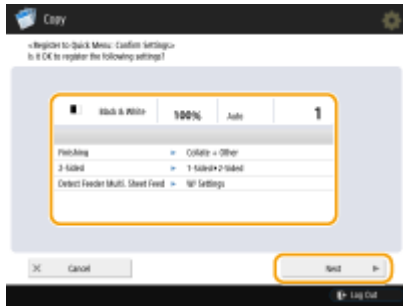 Copy
<Register to Quick Menu: Confirm Settings>
Is it OK to register the following settings?
Black & White 100% Auto 1
Finishing ► Collate + Other
2-Sided ► 1-Sided►2-Sided
Detect Feeder Multi. Sheet Feed ► W/ Settings
× Cancel Next ►
Log Out